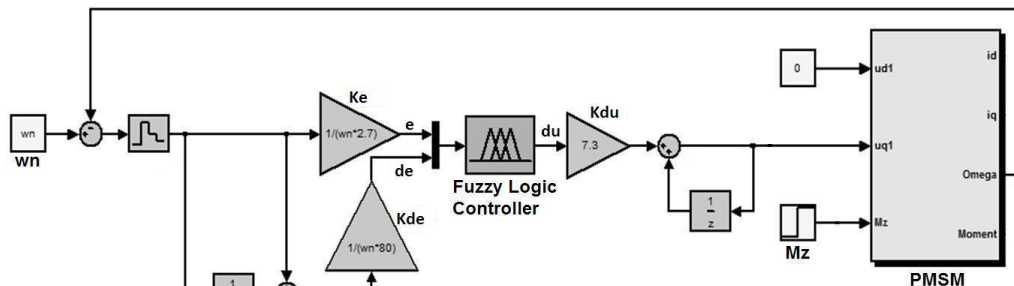 id
0
ud1
Ke
Kdu
iq
wn
1/(wn*2.7)
e
du
7.3
uq1
wn
de
Fuzzy Logic
Controller
Omega
Kde
1
z
Mz
1/(wn*80)
Mz
Moment
1
PMSM